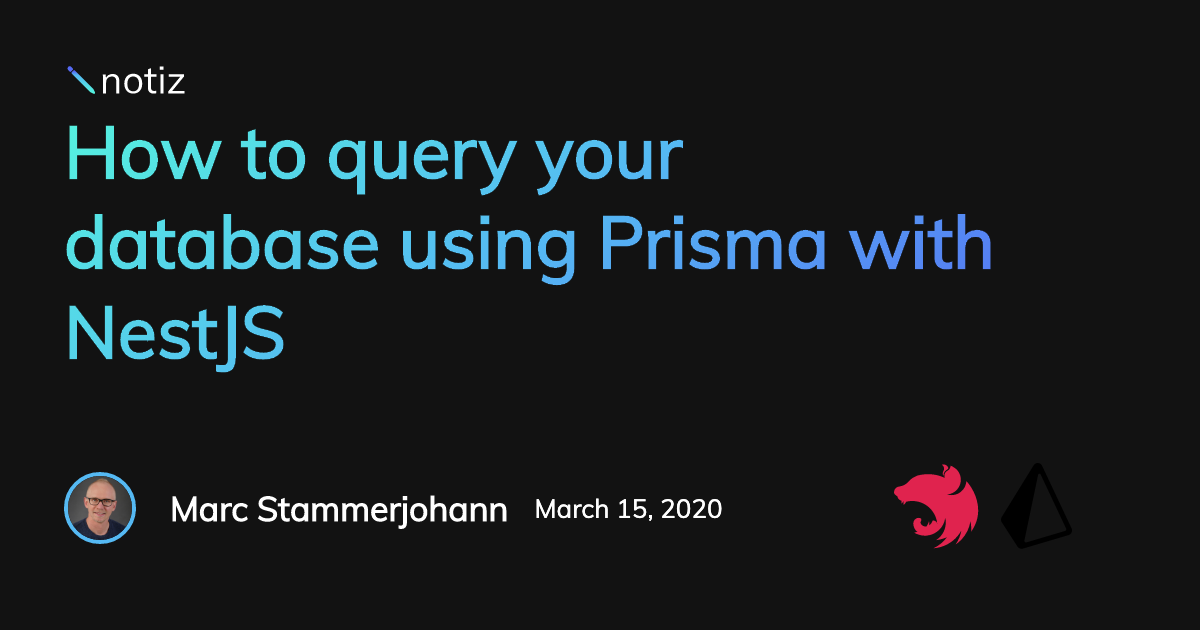 notiz
How to query your
database using Prisma with
NestJS
Marc Stammerjohann March 15, 2020